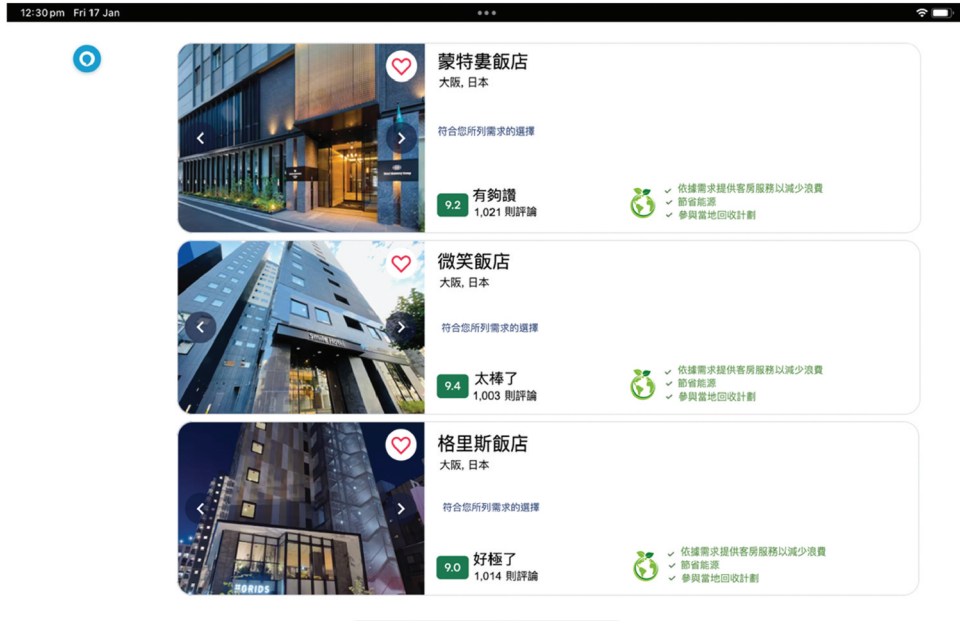 12:30 pm Fri 17 Jan
蒙特婁飯店
大阪, 日本
符合您所列需求的選擇
9.2
有夠讚
1,021 則評論
依據需求提供客房服務以減少浪費
節省能源
參與當地回收計劃
微笑飯店
大阪, 日本
符合您所列需求的選擇
9.4
太棒了
1,003 則評論
依據需求提供客房服務以減少浪費
節省能源
參與當地回收計劃
格里斯飯店
大阪, 日本
符合您所列需求的選擇
9.0
好極了
1,014 則評論
依據需求提供客房服務以減少浪費
節省能源
參與當地回收計劃
#GRIDS